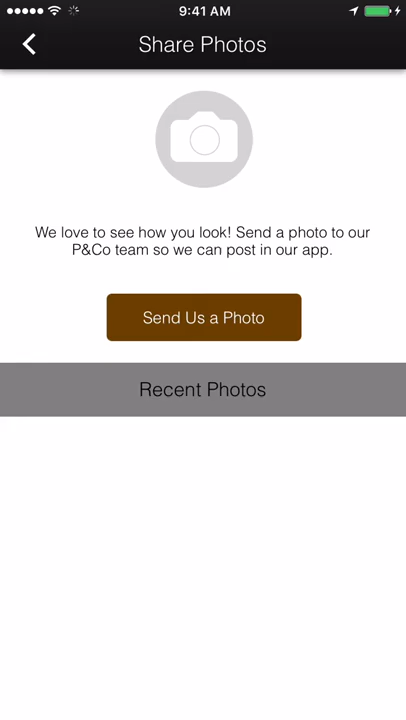 9:41 AM
Share Photos
We love to see how you look! Send a photo to our
P&Co team so we can post in our app.
Send Us a Photo
Recent Photos